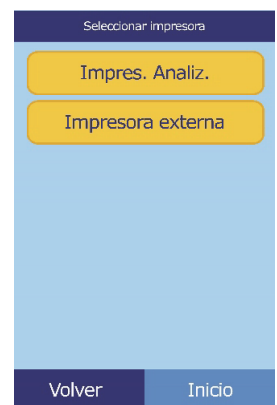 Seleccionar impresora
Impres. Analiz.
Impresora externa
Volver Inicio